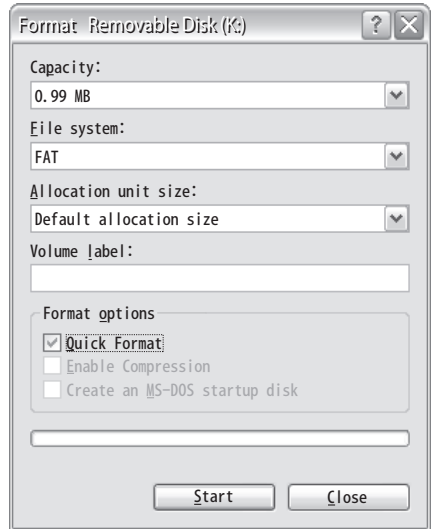 Format Removable Disk (K:)
Capacity:
0.99 MB
File system:
FAT
Allocation unit size:
Default allocation size
Volume label:
Format options
Quick Format
Enable Compression
Create an MS-DOS startup disk
Start Close